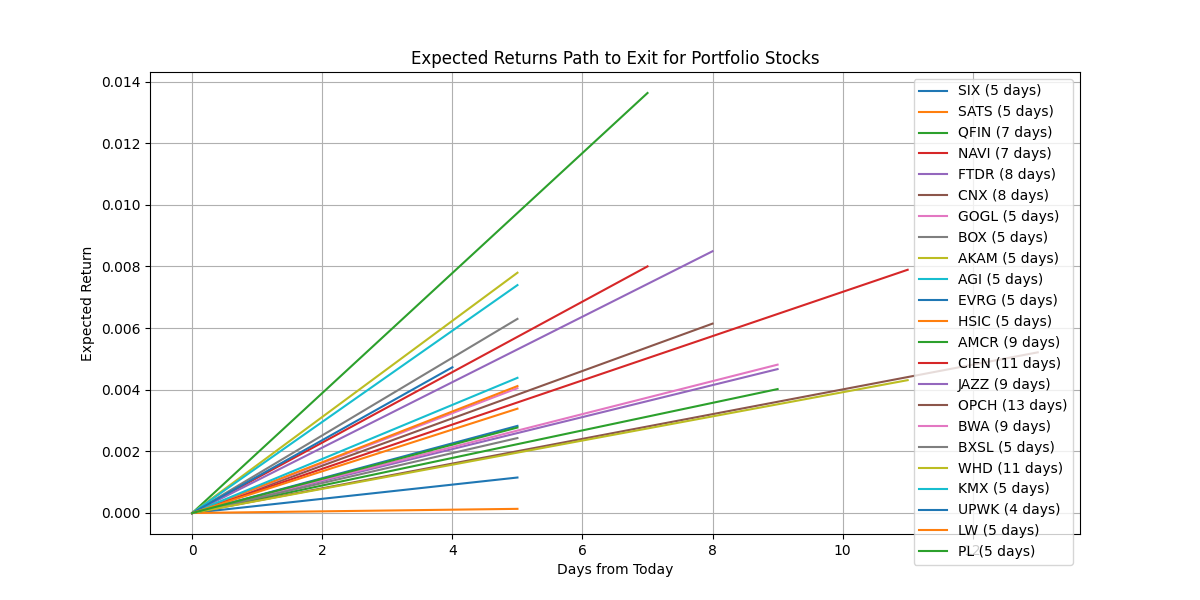 Expected Returns Path to Exit for Portfolio Stocks
Expected Return
0.014
0.012
0.010
0.008
0.006
0.004
0.002
0.000
0 2 4 6 8 10 12
Days from Today
SIX (5 days)
SATS (5 days)
QFIN (7 days)
NAVI (7 days)
FTDR (8 days)
CNX (8 days)
GOGL (5 days)
BOX (5 days)
AKAM (5 days)
AGI (5 days)
EVRG (5 days)
HSIC (5 days)
AMCR (9 days)
CIEN (11 days)
JAZZ (9 days)
OPCH (13 days)
BWA (9 days)
BXSL (5 days)
WHD (11 days)
KMX (5 days)
UPWK (4 days)
LW (5 days)
PL (5 days)